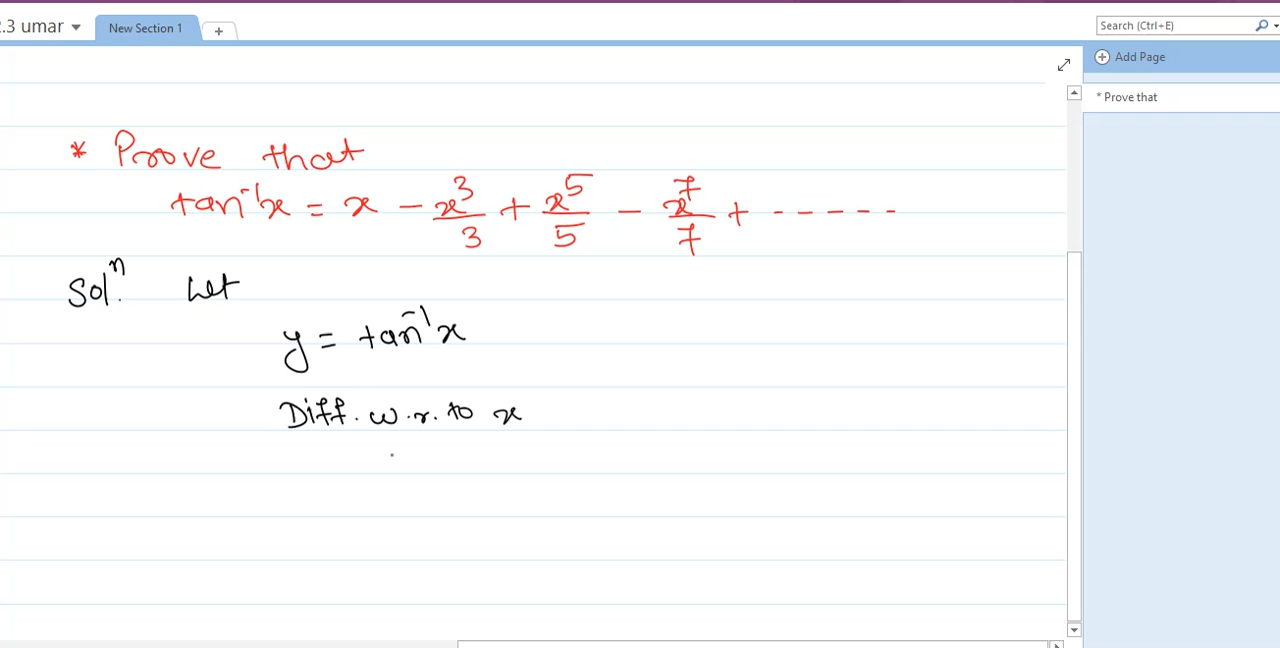 .3 umar
New Section 1
Search (Ctrl+E)
Add Page
* Prove that
* Prove that
tan⁻¹x = x - x³/3 + x⁵/5 - x⁷/7 + - - - - -
Solⁿ. Let
y = tan⁻¹x
Diff. w.r. to x